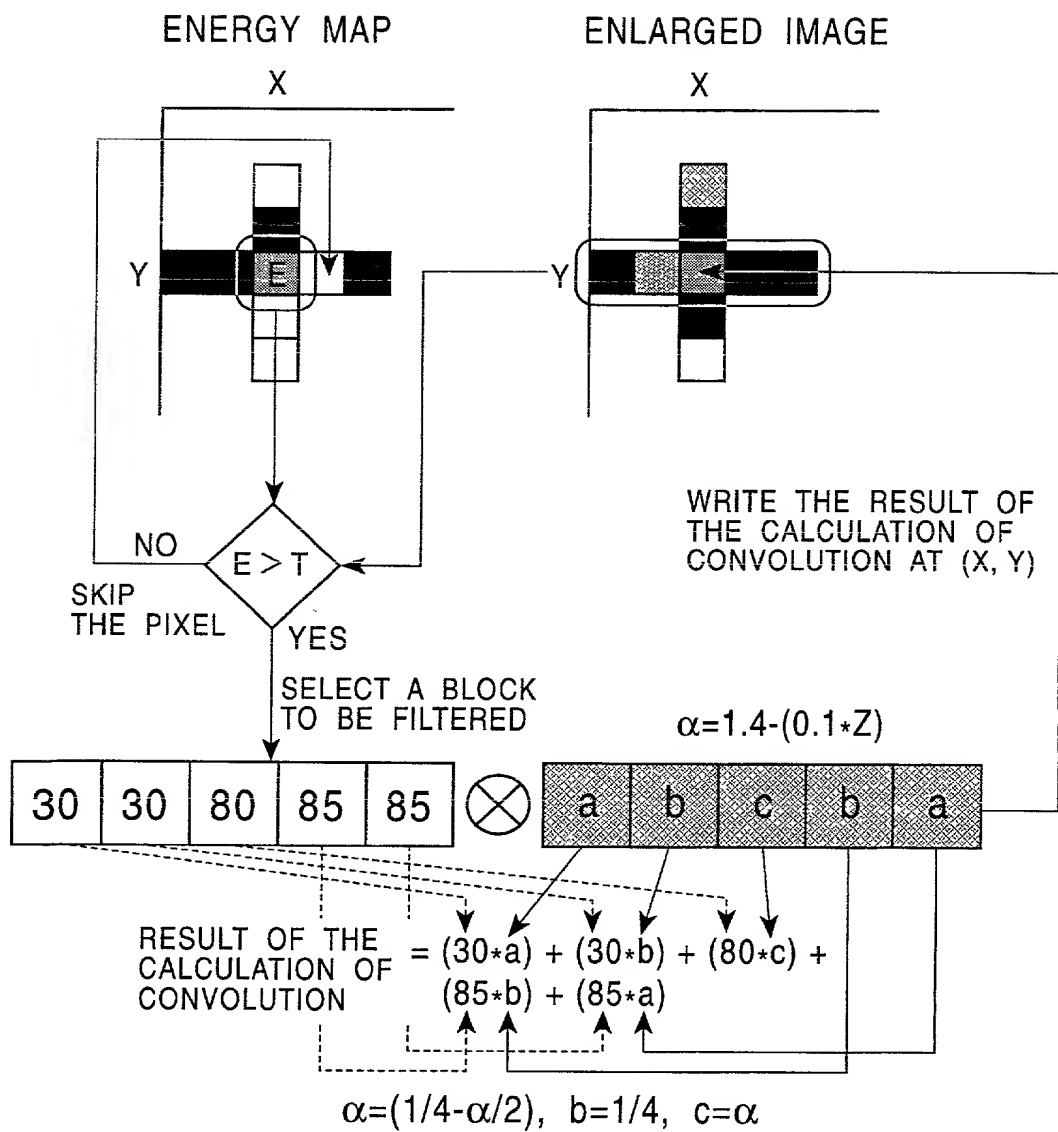 ENERGY MAP
ENLARGED IMAGE
X
X
Y
E
Y
WRITE THE RESULT OF
THE CALCULATION OF
CONVOLUTION AT (X, Y)
NO
E > T
SKIP
THE PIXEL
YES
SELECT A BLOCK
TO BE FILTERED
α=1.4-(0.1*Z)
30 30 80 85 85
a b c b a
RESULT OF THE
CALCULATION OF
CONVOLUTION
= (30*a) + (30*b) + (80*c) +
(85*b) + (85*a)
α=(1/4-α/2), b=1/4, c=α